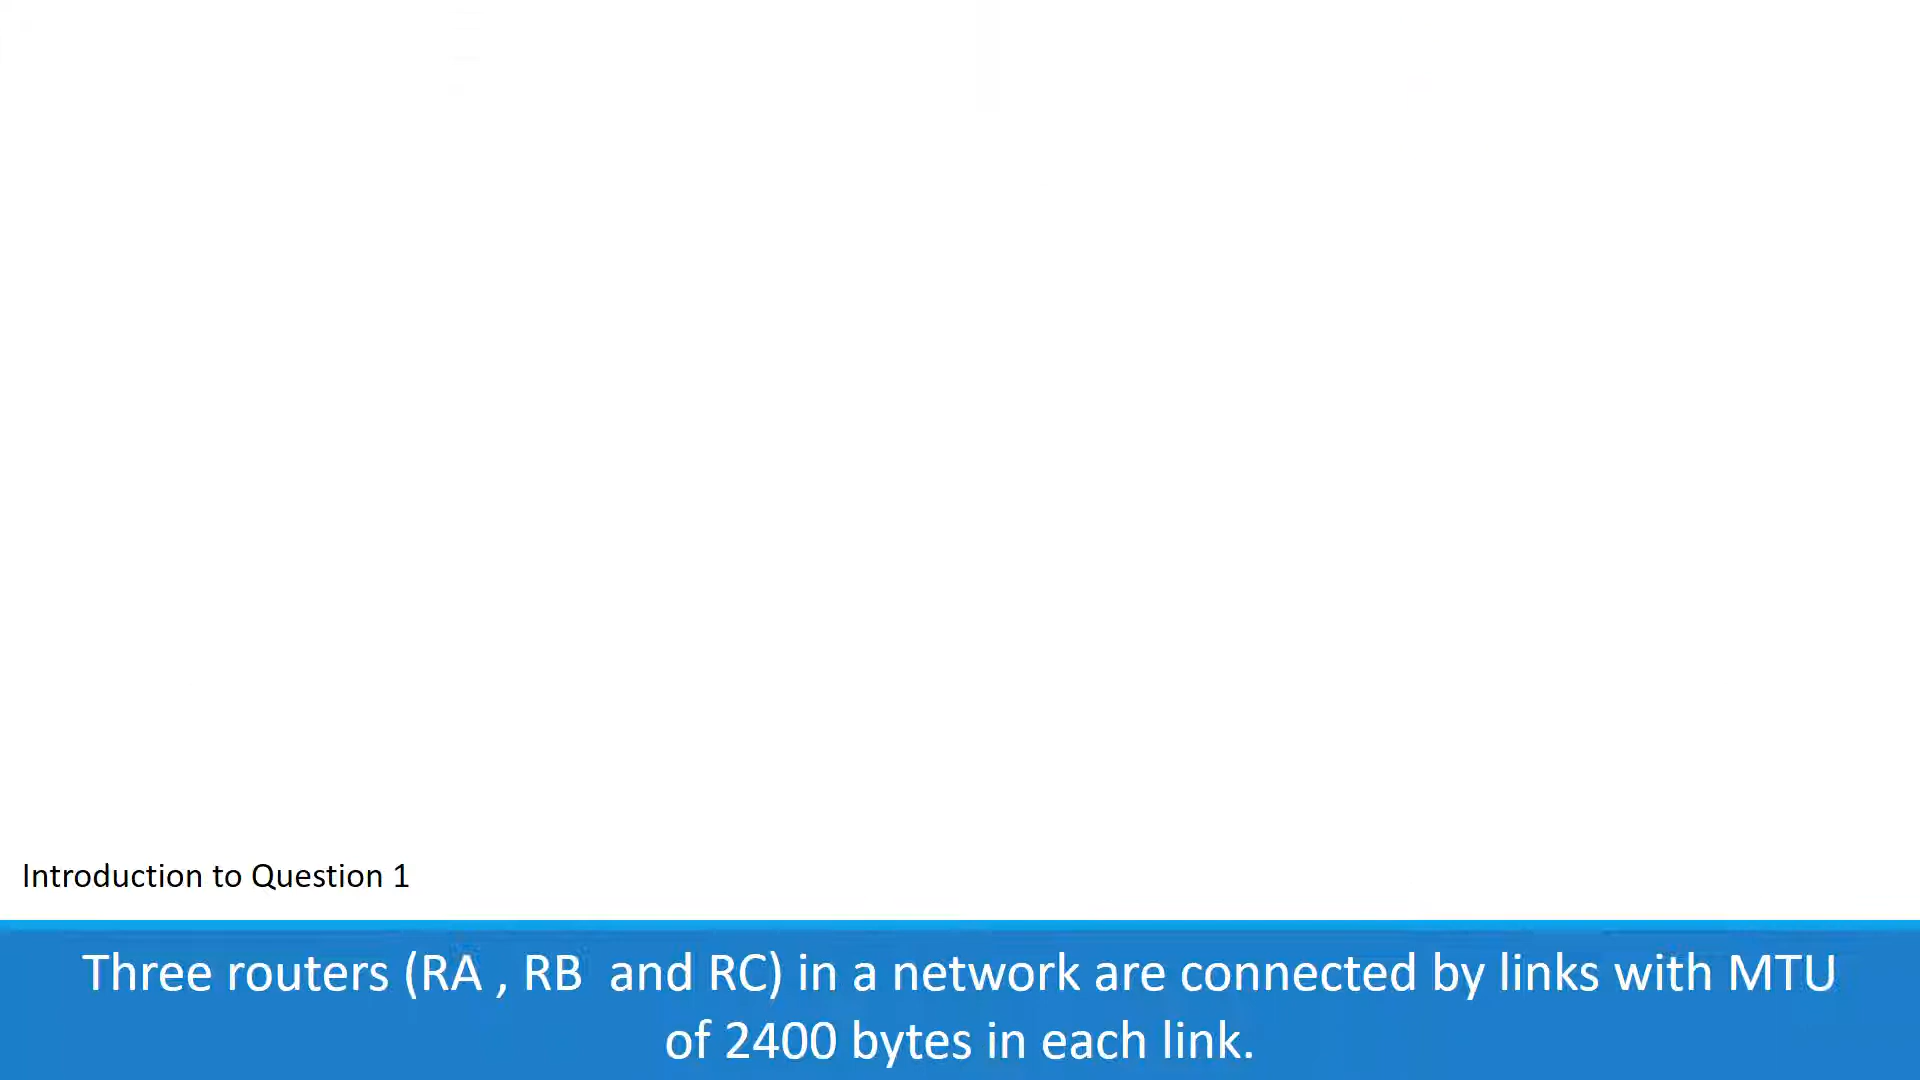 Introduction to Question 1
Three routers (RA , RB  and RC) in a network are connected by links with MTU
of 2400 bytes in each link.